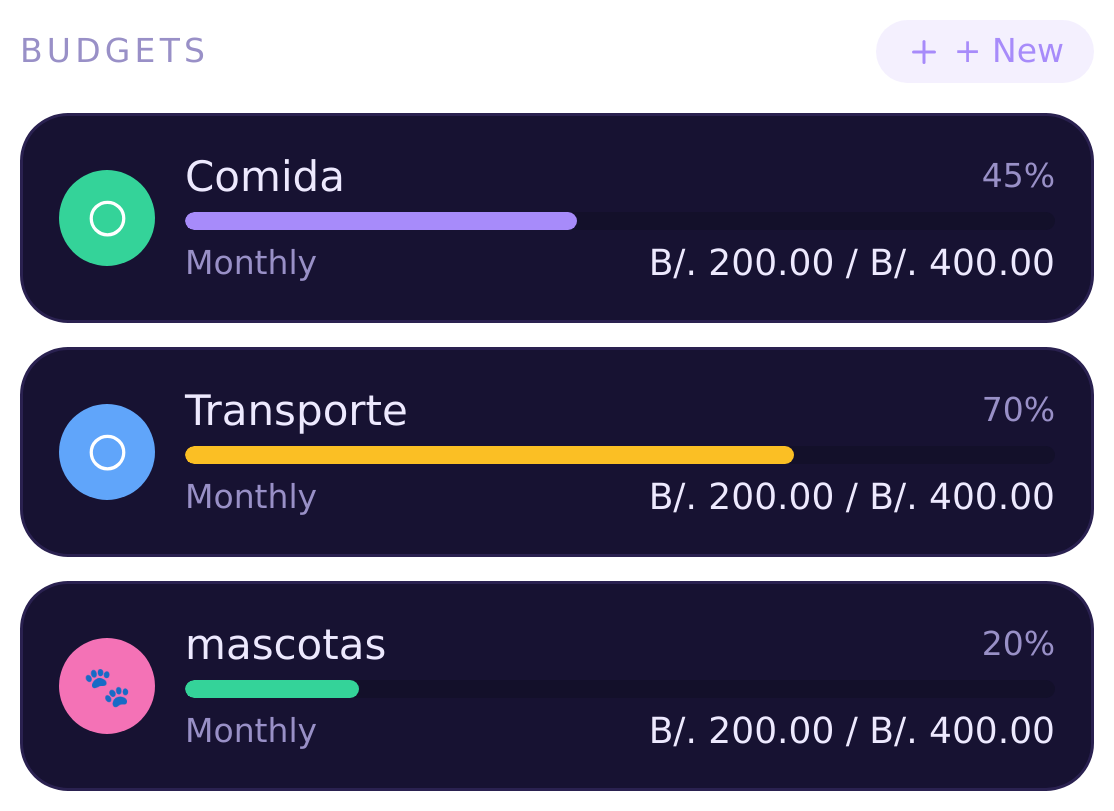 BUDGETS
+ + New
Comida 45%
Monthly B/. 200.00 / B/. 400.00
Transporte 70%
Monthly B/. 200.00 / B/. 400.00
mascotas 20%
Monthly B/. 200.00 / B/. 400.00